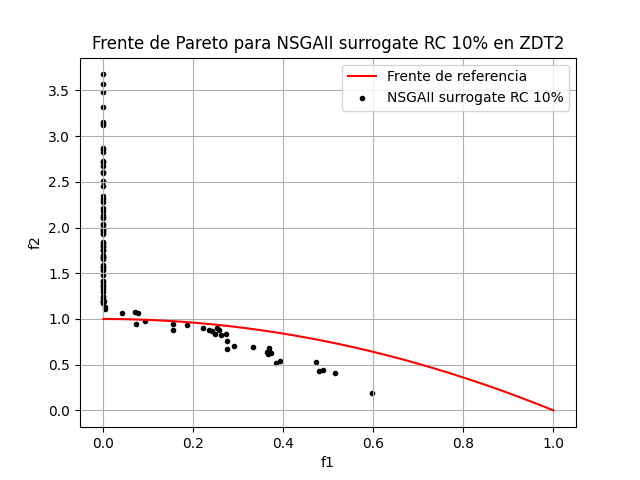 Frente de Pareto para NSGAII surrogate RC 10% en ZDT2
Frente de referencia
NSGAII surrogate RC 10%
f2
3.5
3.0
2.5
2.0
1.5
1.0
0.5
0.0
0.0 0.2 0.4 0.6 0.8 1.0
f1